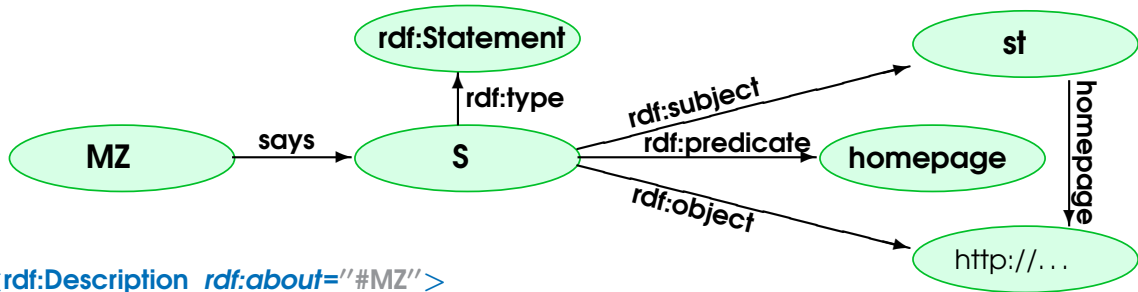 rdf:Statement
st
rdf:type
rdf:subject
homepage
MZ
says
S
rdf:predicate
homepage
rdf:object
http://...
<rdf:Description rdf:about="#MZ">